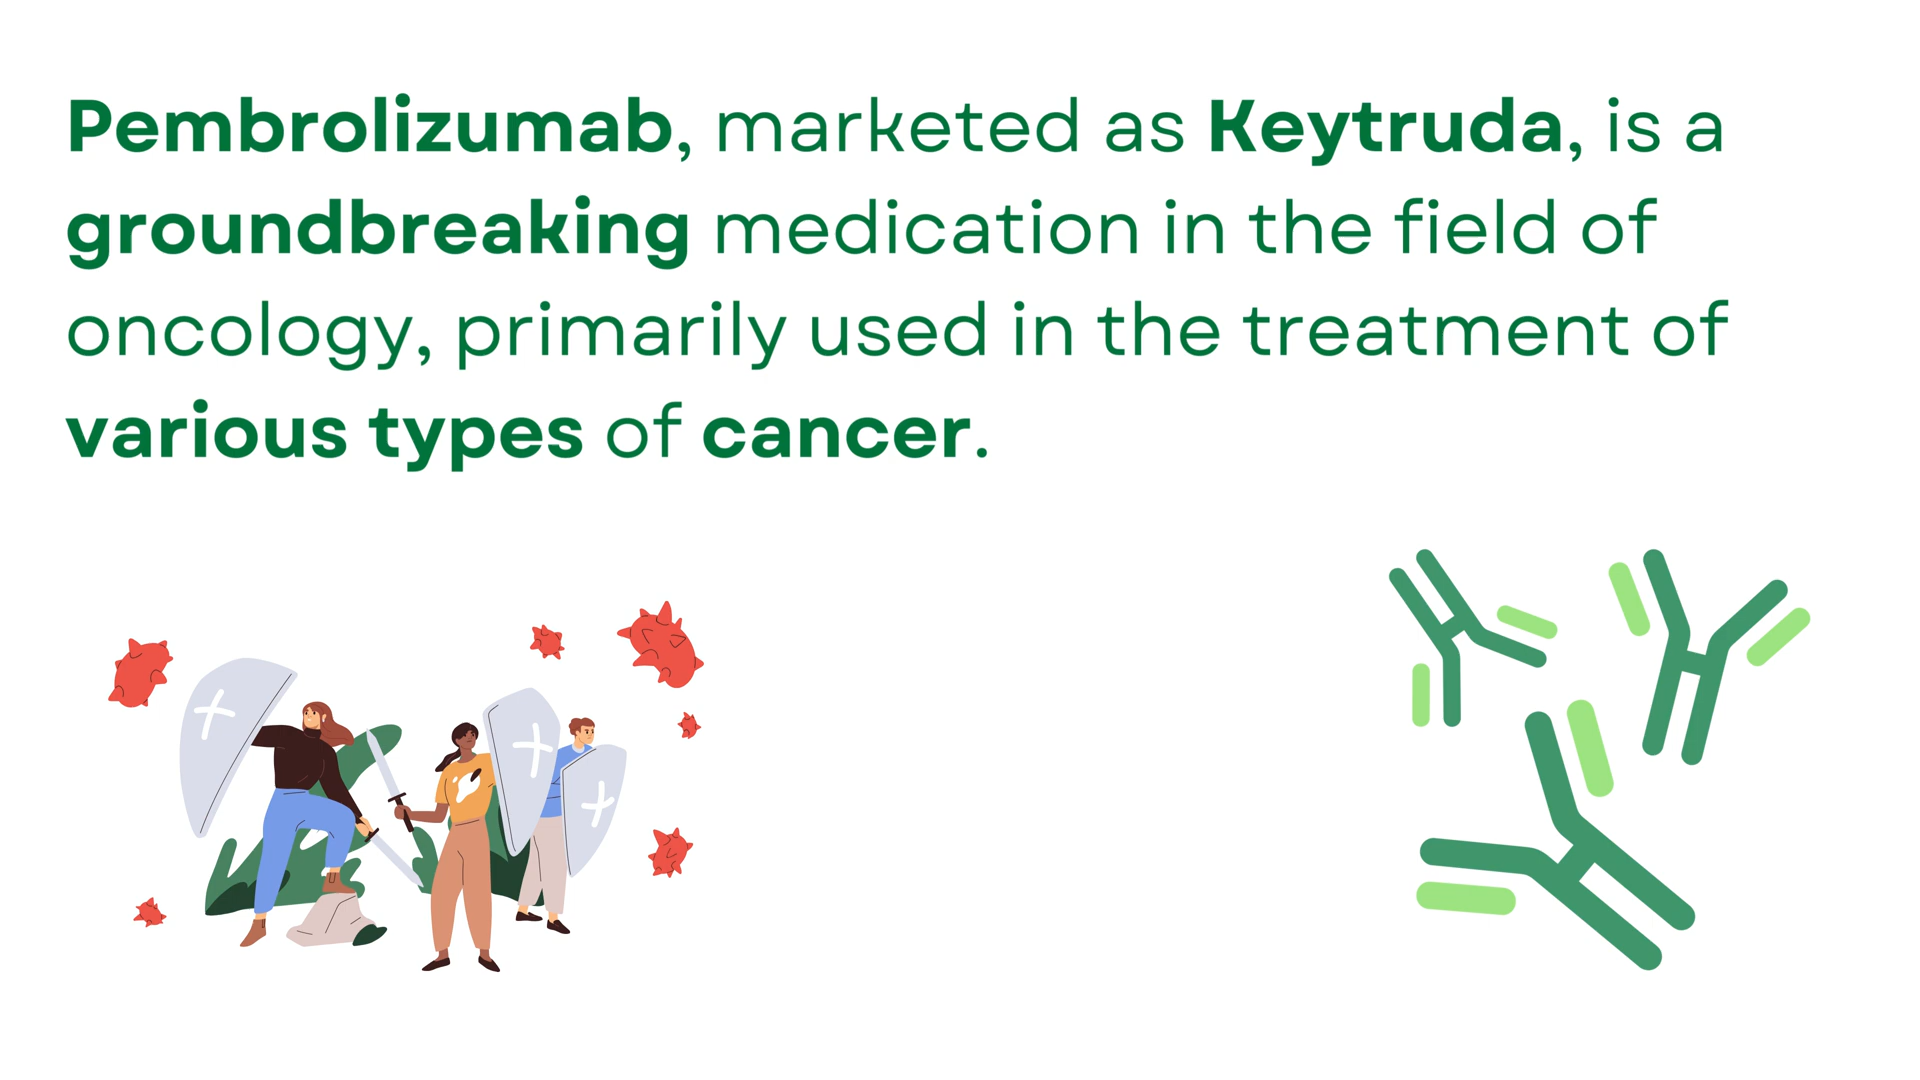 Pembrolizumab, marketed as Keytruda, is a
groundbreaking medication in the field of
oncology, primarily used in the treatment of
various types of cancer.